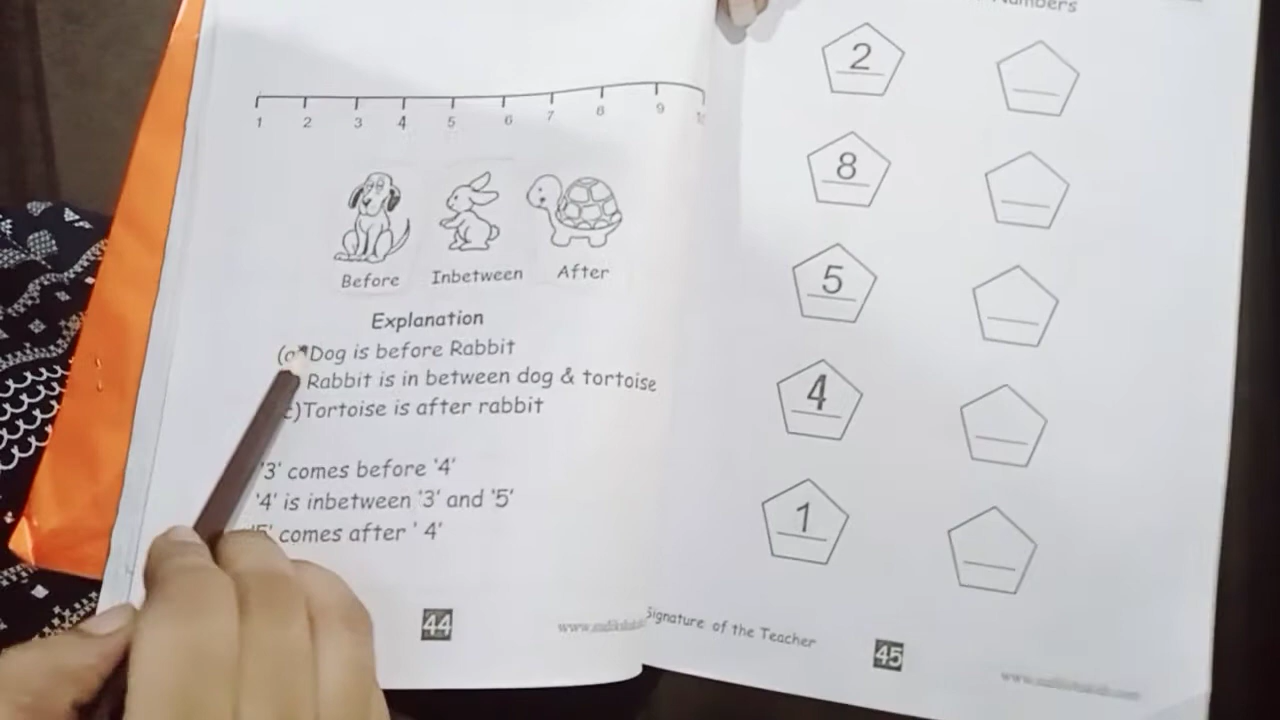 1 2 3 4 5 6 7 8 9
Before Inbetween After
Explanation
(a) Dog is before Rabbit
Rabbit is in between dog & tortoise
c) Tortoise is after rabbit
'3' comes before '4'
'4' is inbetween '3' and '5'
'5' comes after ' 4'
44
Numbers
2
8
5
4
1
Signature of the Teacher
45